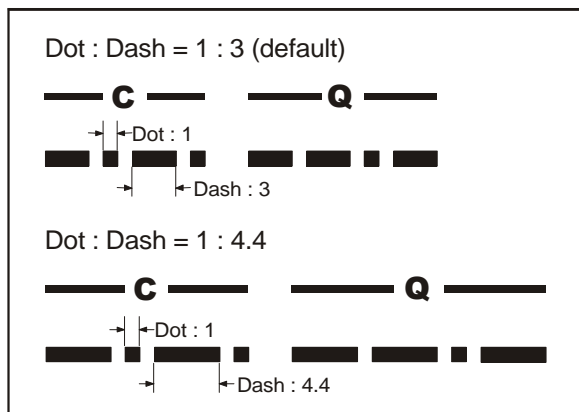 Dot : Dash = 1 : 3 (default)
C Q
Dot : 1
Dash : 3
Dot : Dash = 1 : 4.4
C Q
Dot : 1
Dash : 4.4